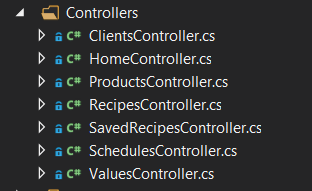 Controllers
C# ClientsController.cs
C# HomeController.cs
C# ProductsController.cs
C# RecipesController.cs
C# SavedRecipesController.cs
C# SchedulesController.cs
C# ValuesController.cs